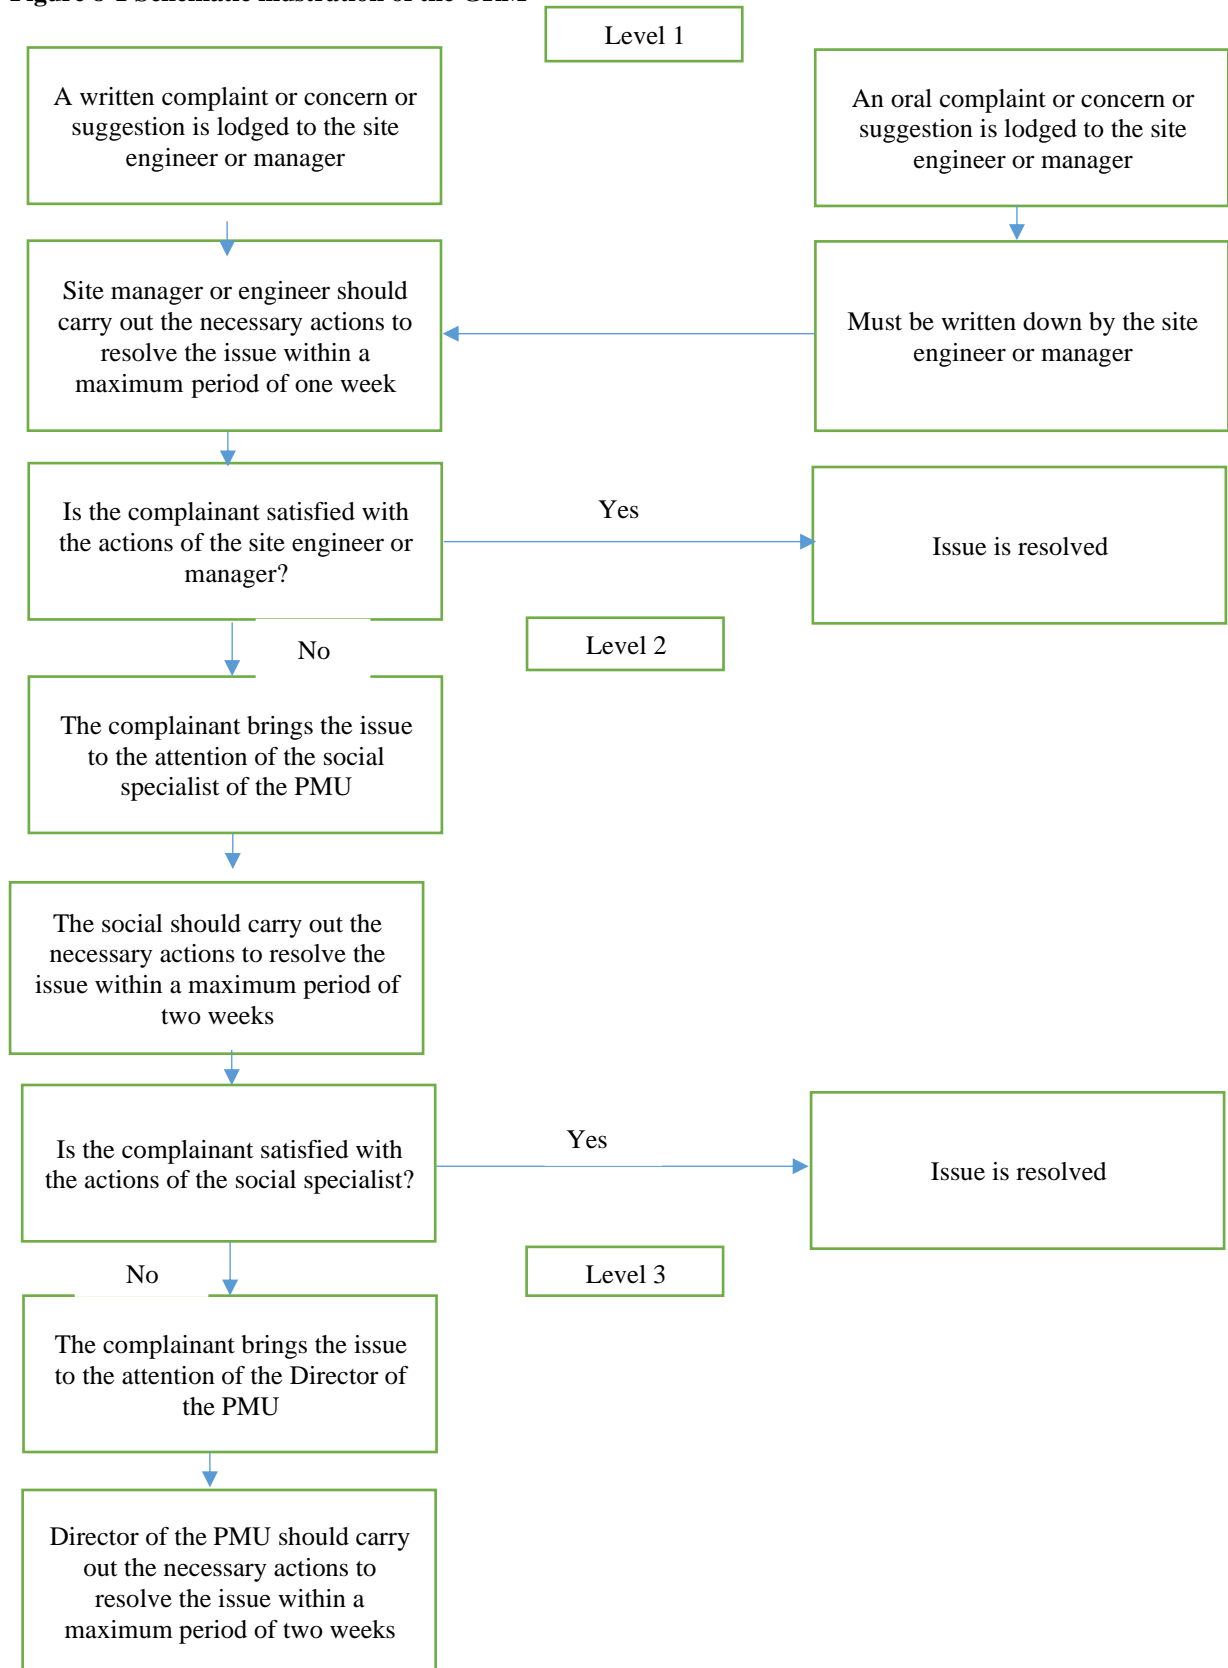 Level 1
A written complaint or concern or
suggestion is lodged to the site
engineer or manager
An oral complaint or concern or
suggestion is lodged to the site
engineer or manager
Site manager or engineer should
carry out the necessary actions to
resolve the issue within a
maximum period of one week
Must be written down by the site
engineer or manager
Is the complainant satisfied with
the actions of the site engineer or
manager?
Yes
Issue is resolved
No
Level 2
The complainant brings the issue
to the attention of the social
specialist of the PMU
The social should carry out the
necessary actions to resolve the
issue within a maximum period of
two weeks
Is the complainant satisfied with
the actions of the social specialist?
Yes
Issue is resolved
No
Level 3
The complainant brings the issue
to the attention of the Director of
the PMU
Director of the PMU should carry
out the necessary actions to
resolve the issue within a
maximum period of two weeks